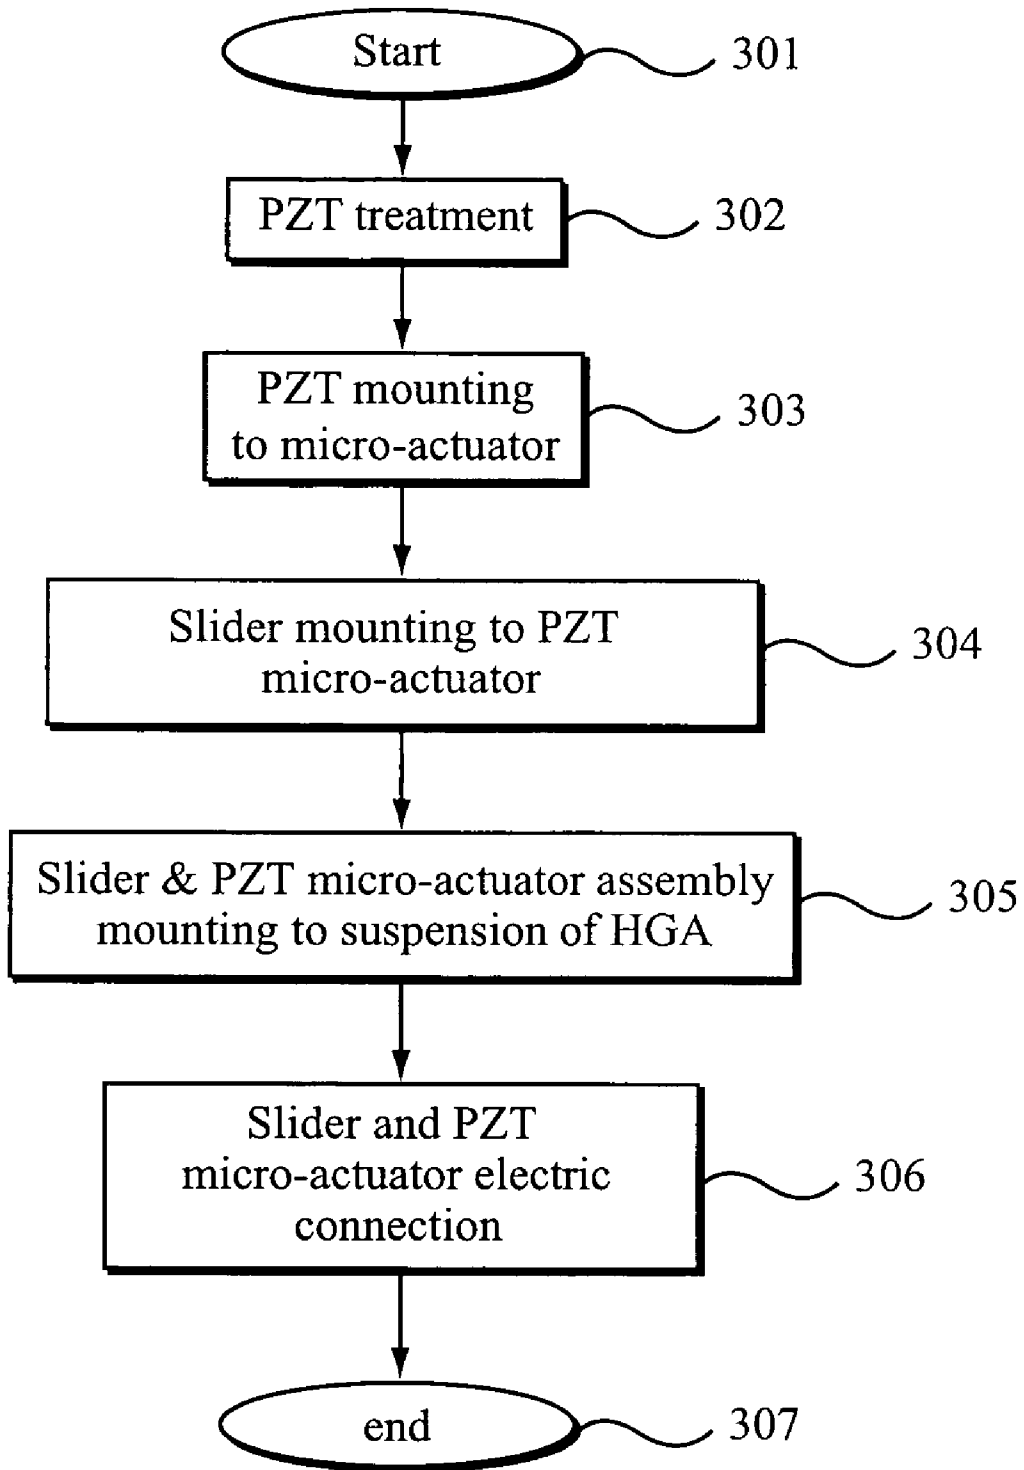 Start
301
PZT treatment
302
PZT mounting
to micro-actuator
303
Slider mounting to PZT
micro-actuator
304
Slider & PZT micro-actuator assembly
mounting to suspension of HGA
305
Slider and PZT
micro-actuator electric
connection
306
end
307